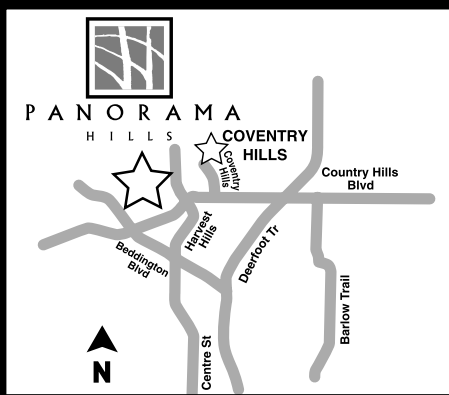 PANORAMA
HILLS
COVENTRY
HILLS
Coventry
Hills
Country Hills
Blvd
Harvest
Hills
Beddington
Blvd
Deerfoot Tr
Barlow Trail
Centre St
N